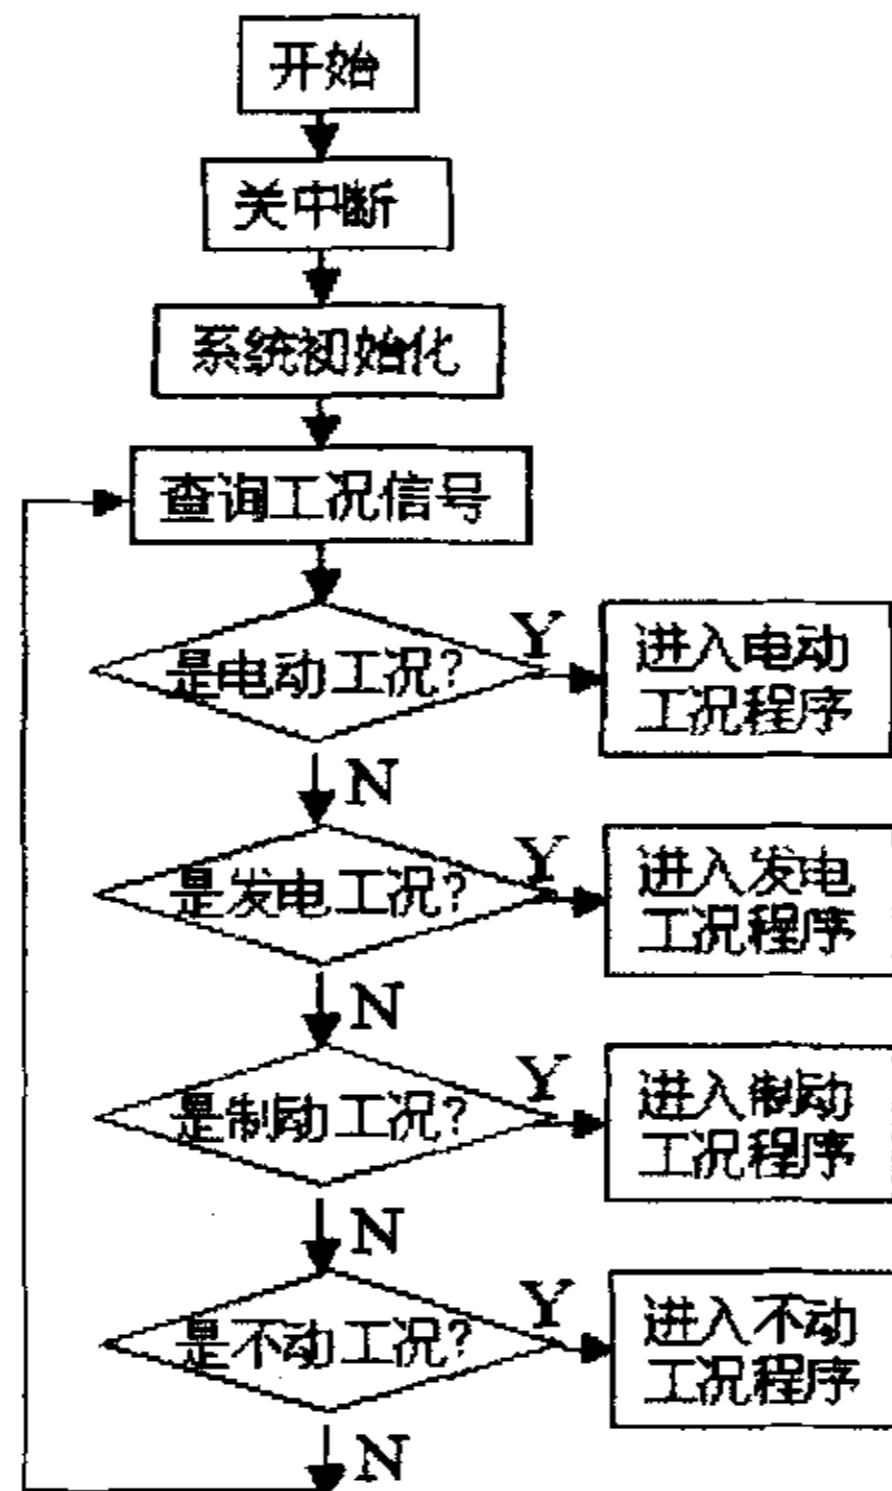 开始
关中断
系统初始化
查询工况信号
是电动工况?
Y
进入电动
工况程序
N
是发电工况?
Y
进入发电
工况程序
N
是制动工况?
Y
进入制动
工况程序
N
是不动工况?
Y
进入不动
工况程序
N